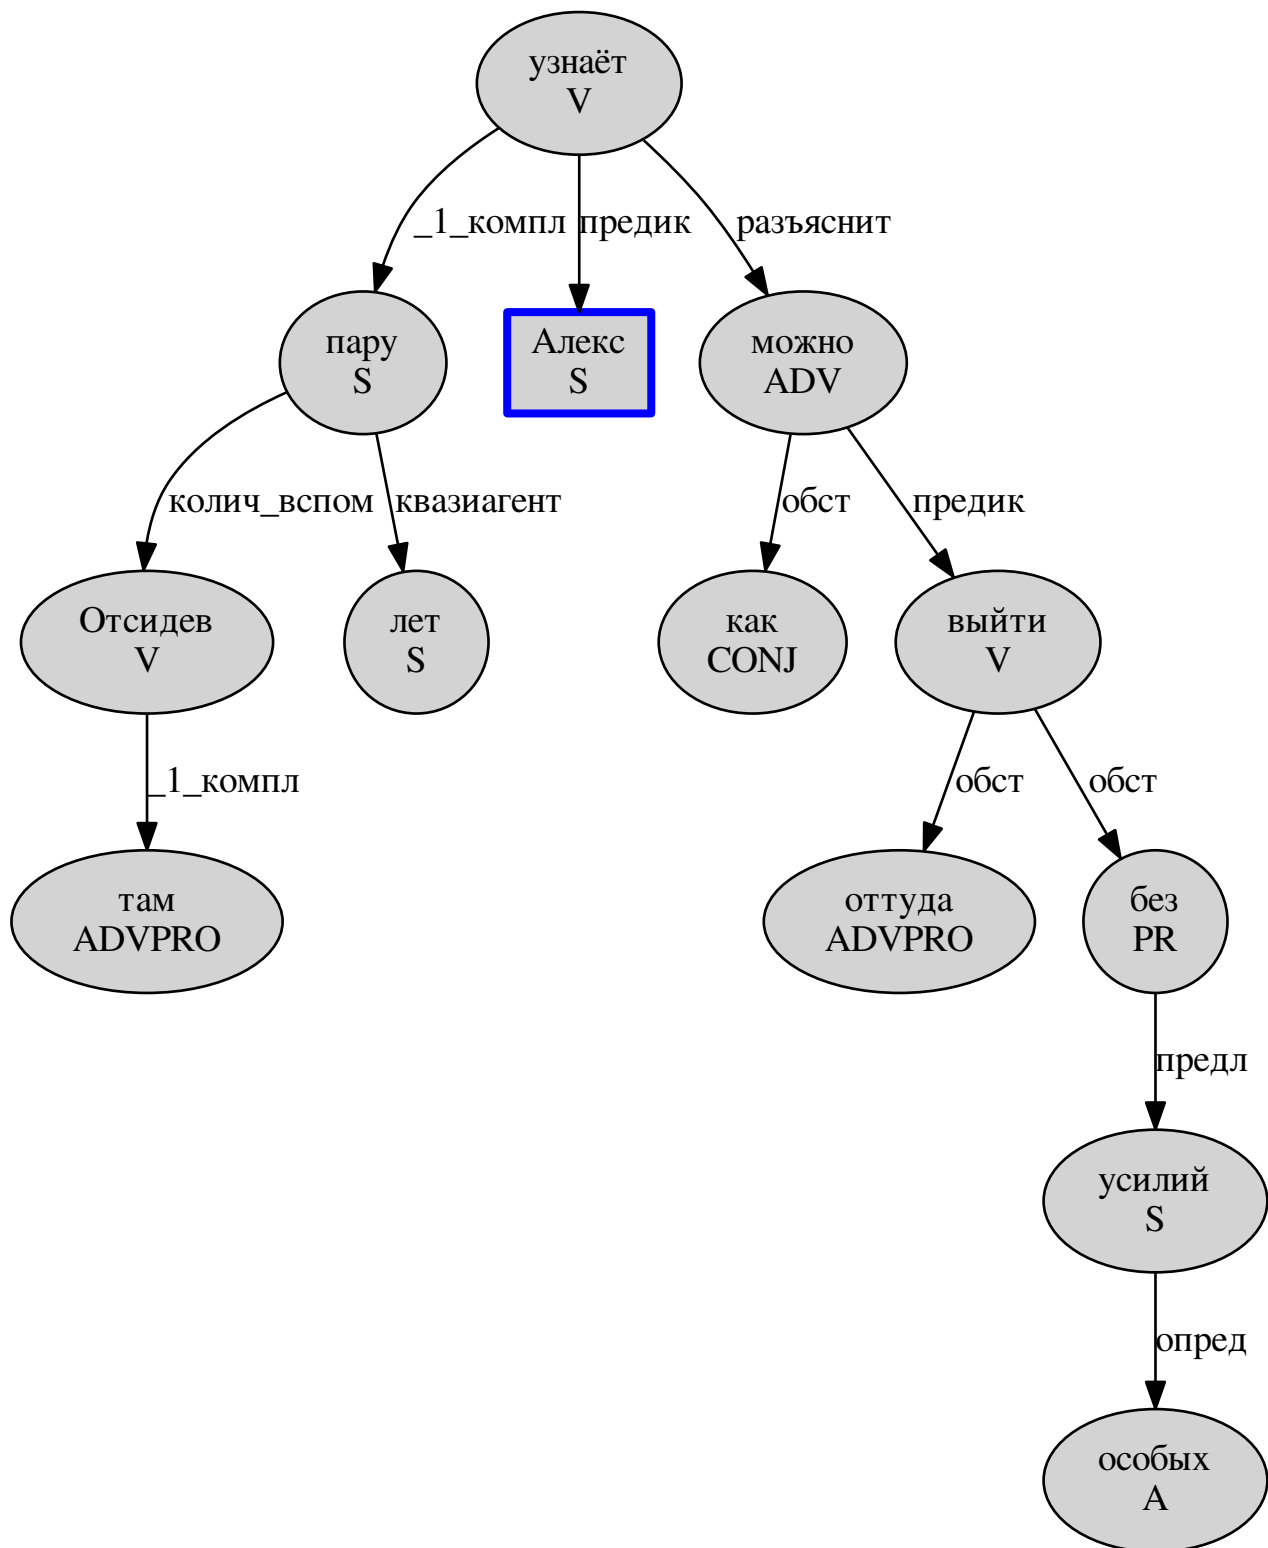 узнаёт
V
_1_компл
предик
разъяснит
пару
S
Алекс
S
можно
ADV
колич_вспом
квазиагент
обст
предик
Отсидев
V
лет
S
как
CONJ
выйти
V
_1_компл
обст
обст
там
ADVPRO
оттуда
ADVPRO
без
PR
предл
усилий
S
опред
особых
A